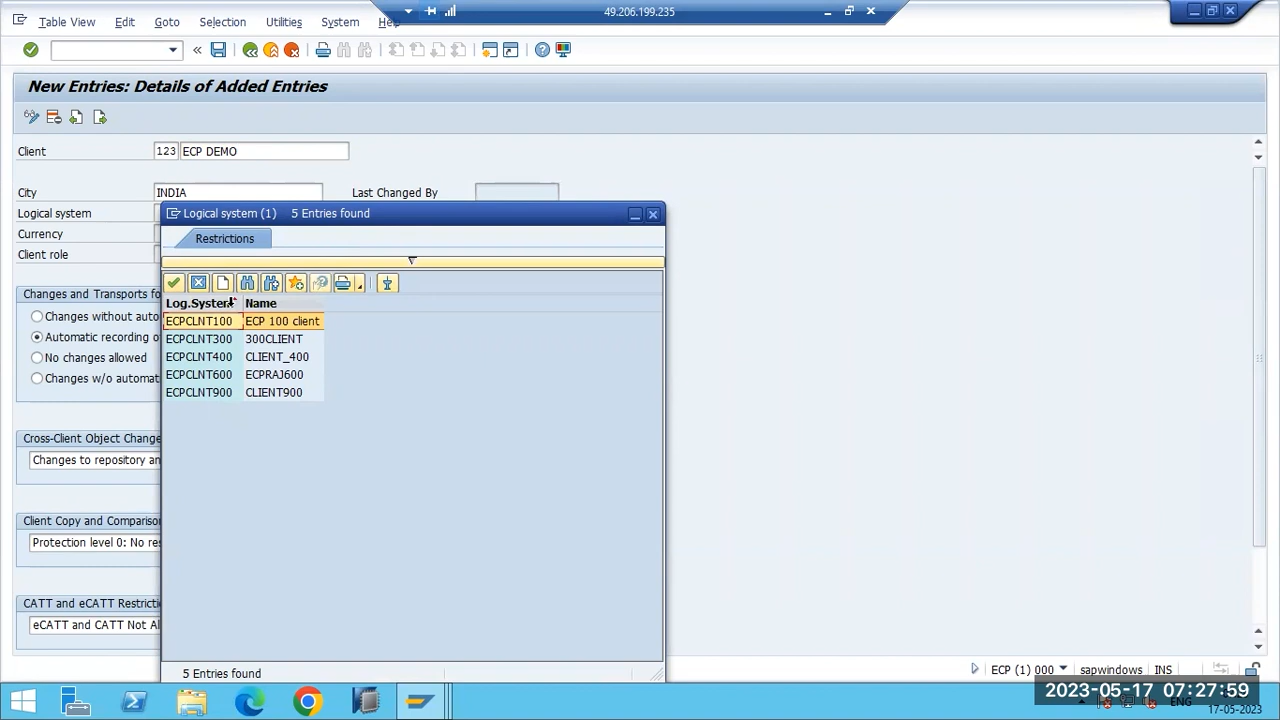 Table View Edit Goto Selection Utilities System Help
49.206.199.235
New Entries: Details of Added Entries
Client 123 ECP DEMO
City INDIA Last Changed By
Logical system
Currency
Client role
Logical system (1) 5 Entries found
Restrictions
Log.System Name
ECPCLNT100 ECP 100 client
ECPCLNT300 300CLIENT
ECPCLNT400 CLIENT_400
ECPCLNT600 ECPRAJ600
ECPCLNT900 CLIENT900
5 Entries found
Changes and Transports fo
Changes without auto
Automatic recording o
No changes allowed
Changes w/o automat
Cross-Client Object Change
Changes to repository an
Client Copy and Comparison
Protection level 0: No res
CATT and eCATT Restrictio
eCATT and CATT Not Al
ECP (1) 000 sapwindows INS
2023-05-17 07:27:59
ENG
17-05-2023